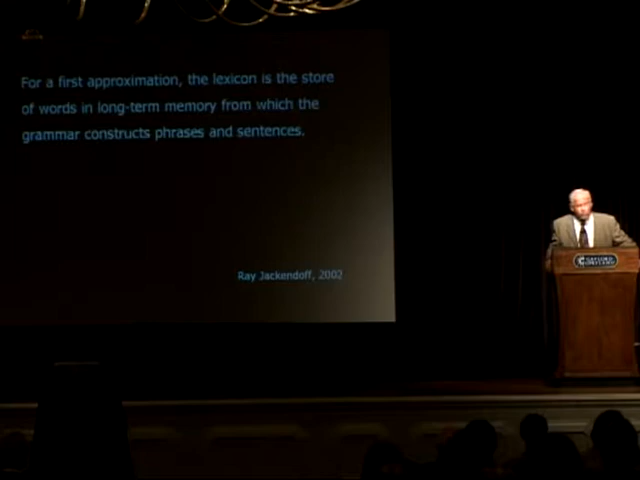 For a first approximation, the lexicon is the store
of words in long-term memory from which the
grammar constructs phrases and sentences.
Ray Jackendoff, 2002
GAYLORD